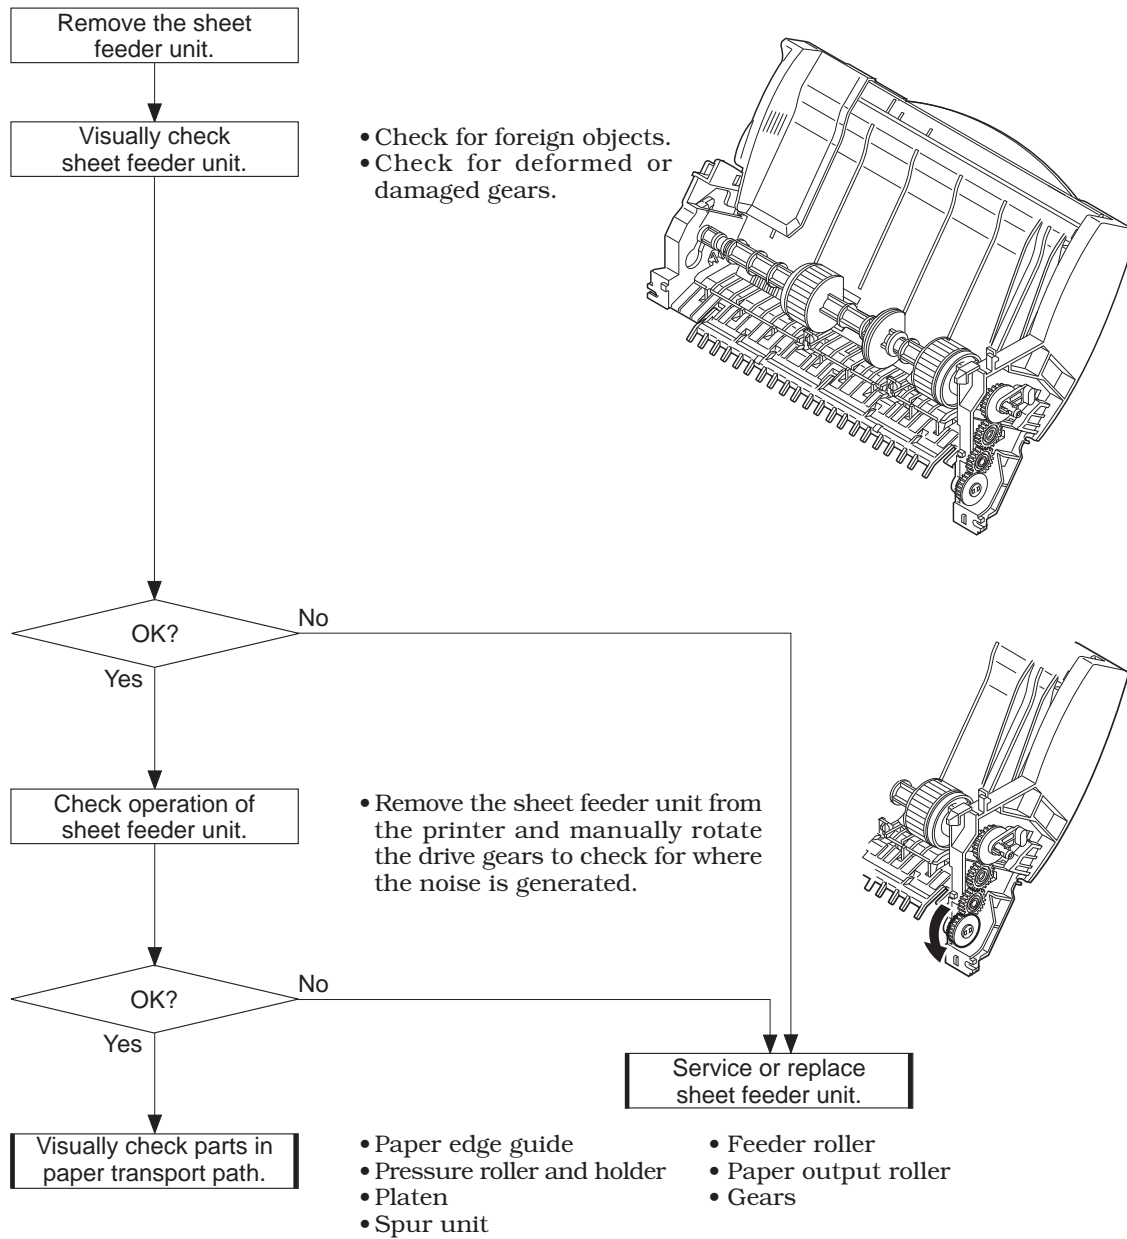 Remove the sheet
feeder unit.
Visually check
sheet feeder unit.
• Check for foreign objects.
• Check for deformed or
damaged gears.
OK?
No
Yes
Check operation of
sheet feeder unit.
• Remove the sheet feeder unit from
the printer and manually rotate
the drive gears to check for where
the noise is generated.
OK?
No
Yes
Service or replace
sheet feeder unit.
Visually check parts in
paper transport path.
• Paper edge guide
• Pressure roller and holder
• Platen
• Spur unit
• Feeder roller
• Paper output roller
• Gears